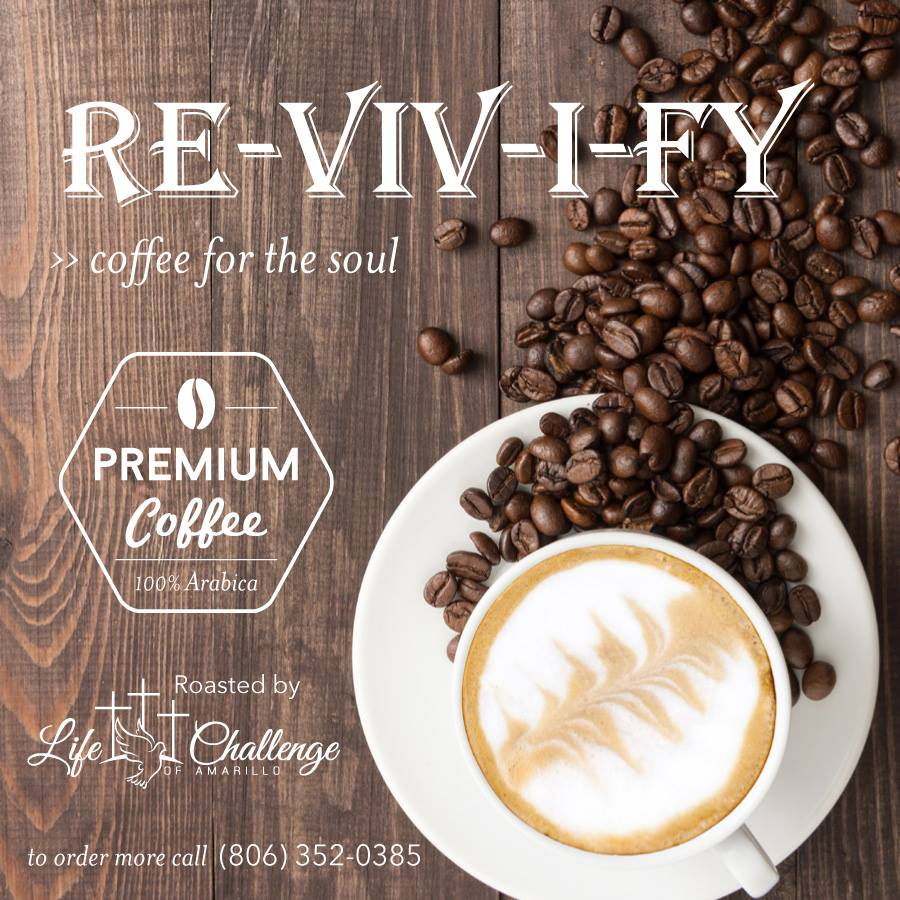 RE-VIV-I-FY
>> coffee for the soul
PREMIUM
Coffee
100% Arabica
Roasted by
Life Challenge
OF AMARILLO
to order more call (806) 352-0385